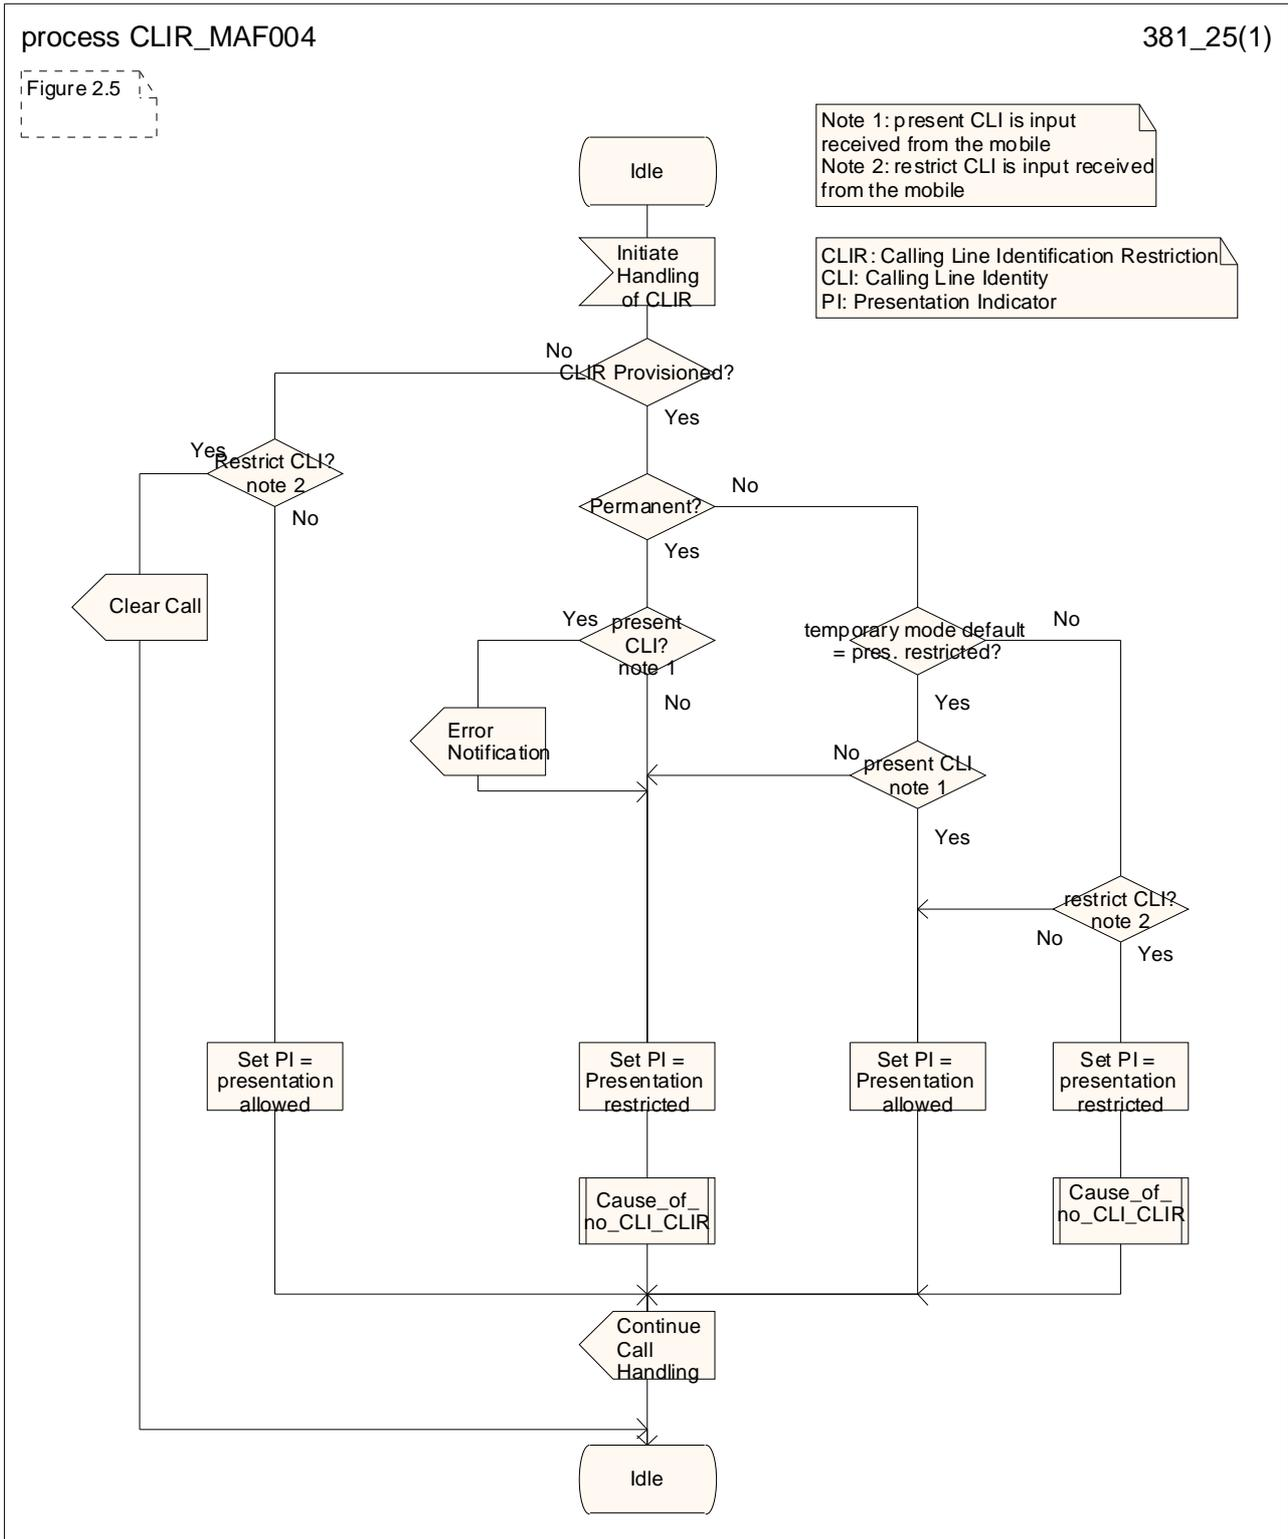 process CLIR_MAF004
381_25(1)
Figure 2.5
Note 1: present CLI is input
received from the mobile
Note 2: restrict CLI is input received
from the mobile
Idle
Initiate
Handling
of CLIR
CLIR: Calling Line Identification Restriction
CLI: Calling Line Identity
PI: Presentation Indicator
No
CLIR Provisioned?
Yes
Yes
Restrict CLI?
note 2
No
Permanent?
No
Yes
Clear Call
Yes
present
CLI?
note 1
No
temporary mode default
= pres. restricted?
No
Yes
Error
Notification
No
present CLI
note 1
Yes
restrict CLI?
note 2
No
Yes
Set PI =
presentation
allowed
Set PI =
Presentation
restricted
Set PI =
Presentation
allowed
Set PI =
presentation
restricted
Cause_of_
no_CLI_CLIR
Cause_of_
no_CLI_CLIR
Continue
Call
Handling
Idle